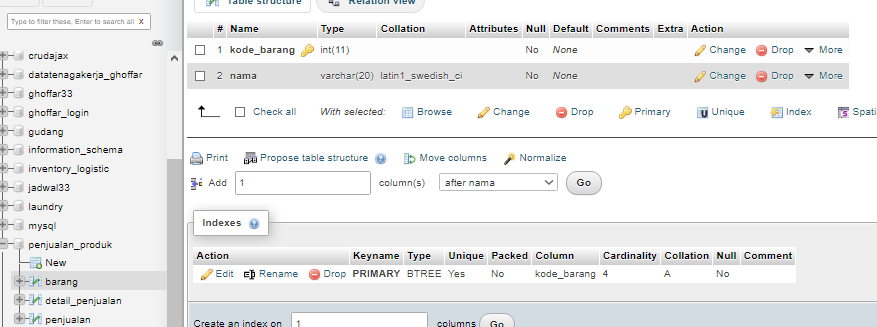 Table structure Relation view
Type to filter these, Enter to search all X
crudajax
datatenagakerja_ghoffar
ghoffar33
ghoffar_login
gudang
information_schema
inventory_logistic
jadwal33
laundry
mysql
penjualan_produk
New
barang
detail_penjualan
penjualan
# Name Type Collation Attributes Null Default Comments Extra Action
1 kode_barang int(11) No None Change Drop More
2 nama varchar(20) latin1_swedish_ci No None Change Drop More
Check all With selected: Browse Change Drop Primary Unique Index Spati
Print Propose table structure Move columns Normalize
Add 1 column(s) after nama Go
Indexes
Action Keyname Type Unique Packed Column Cardinality Collation Null Comment
Edit Rename Drop PRIMARY BTREE Yes No kode_barang 4 A No
Create an index on 1 columns Go